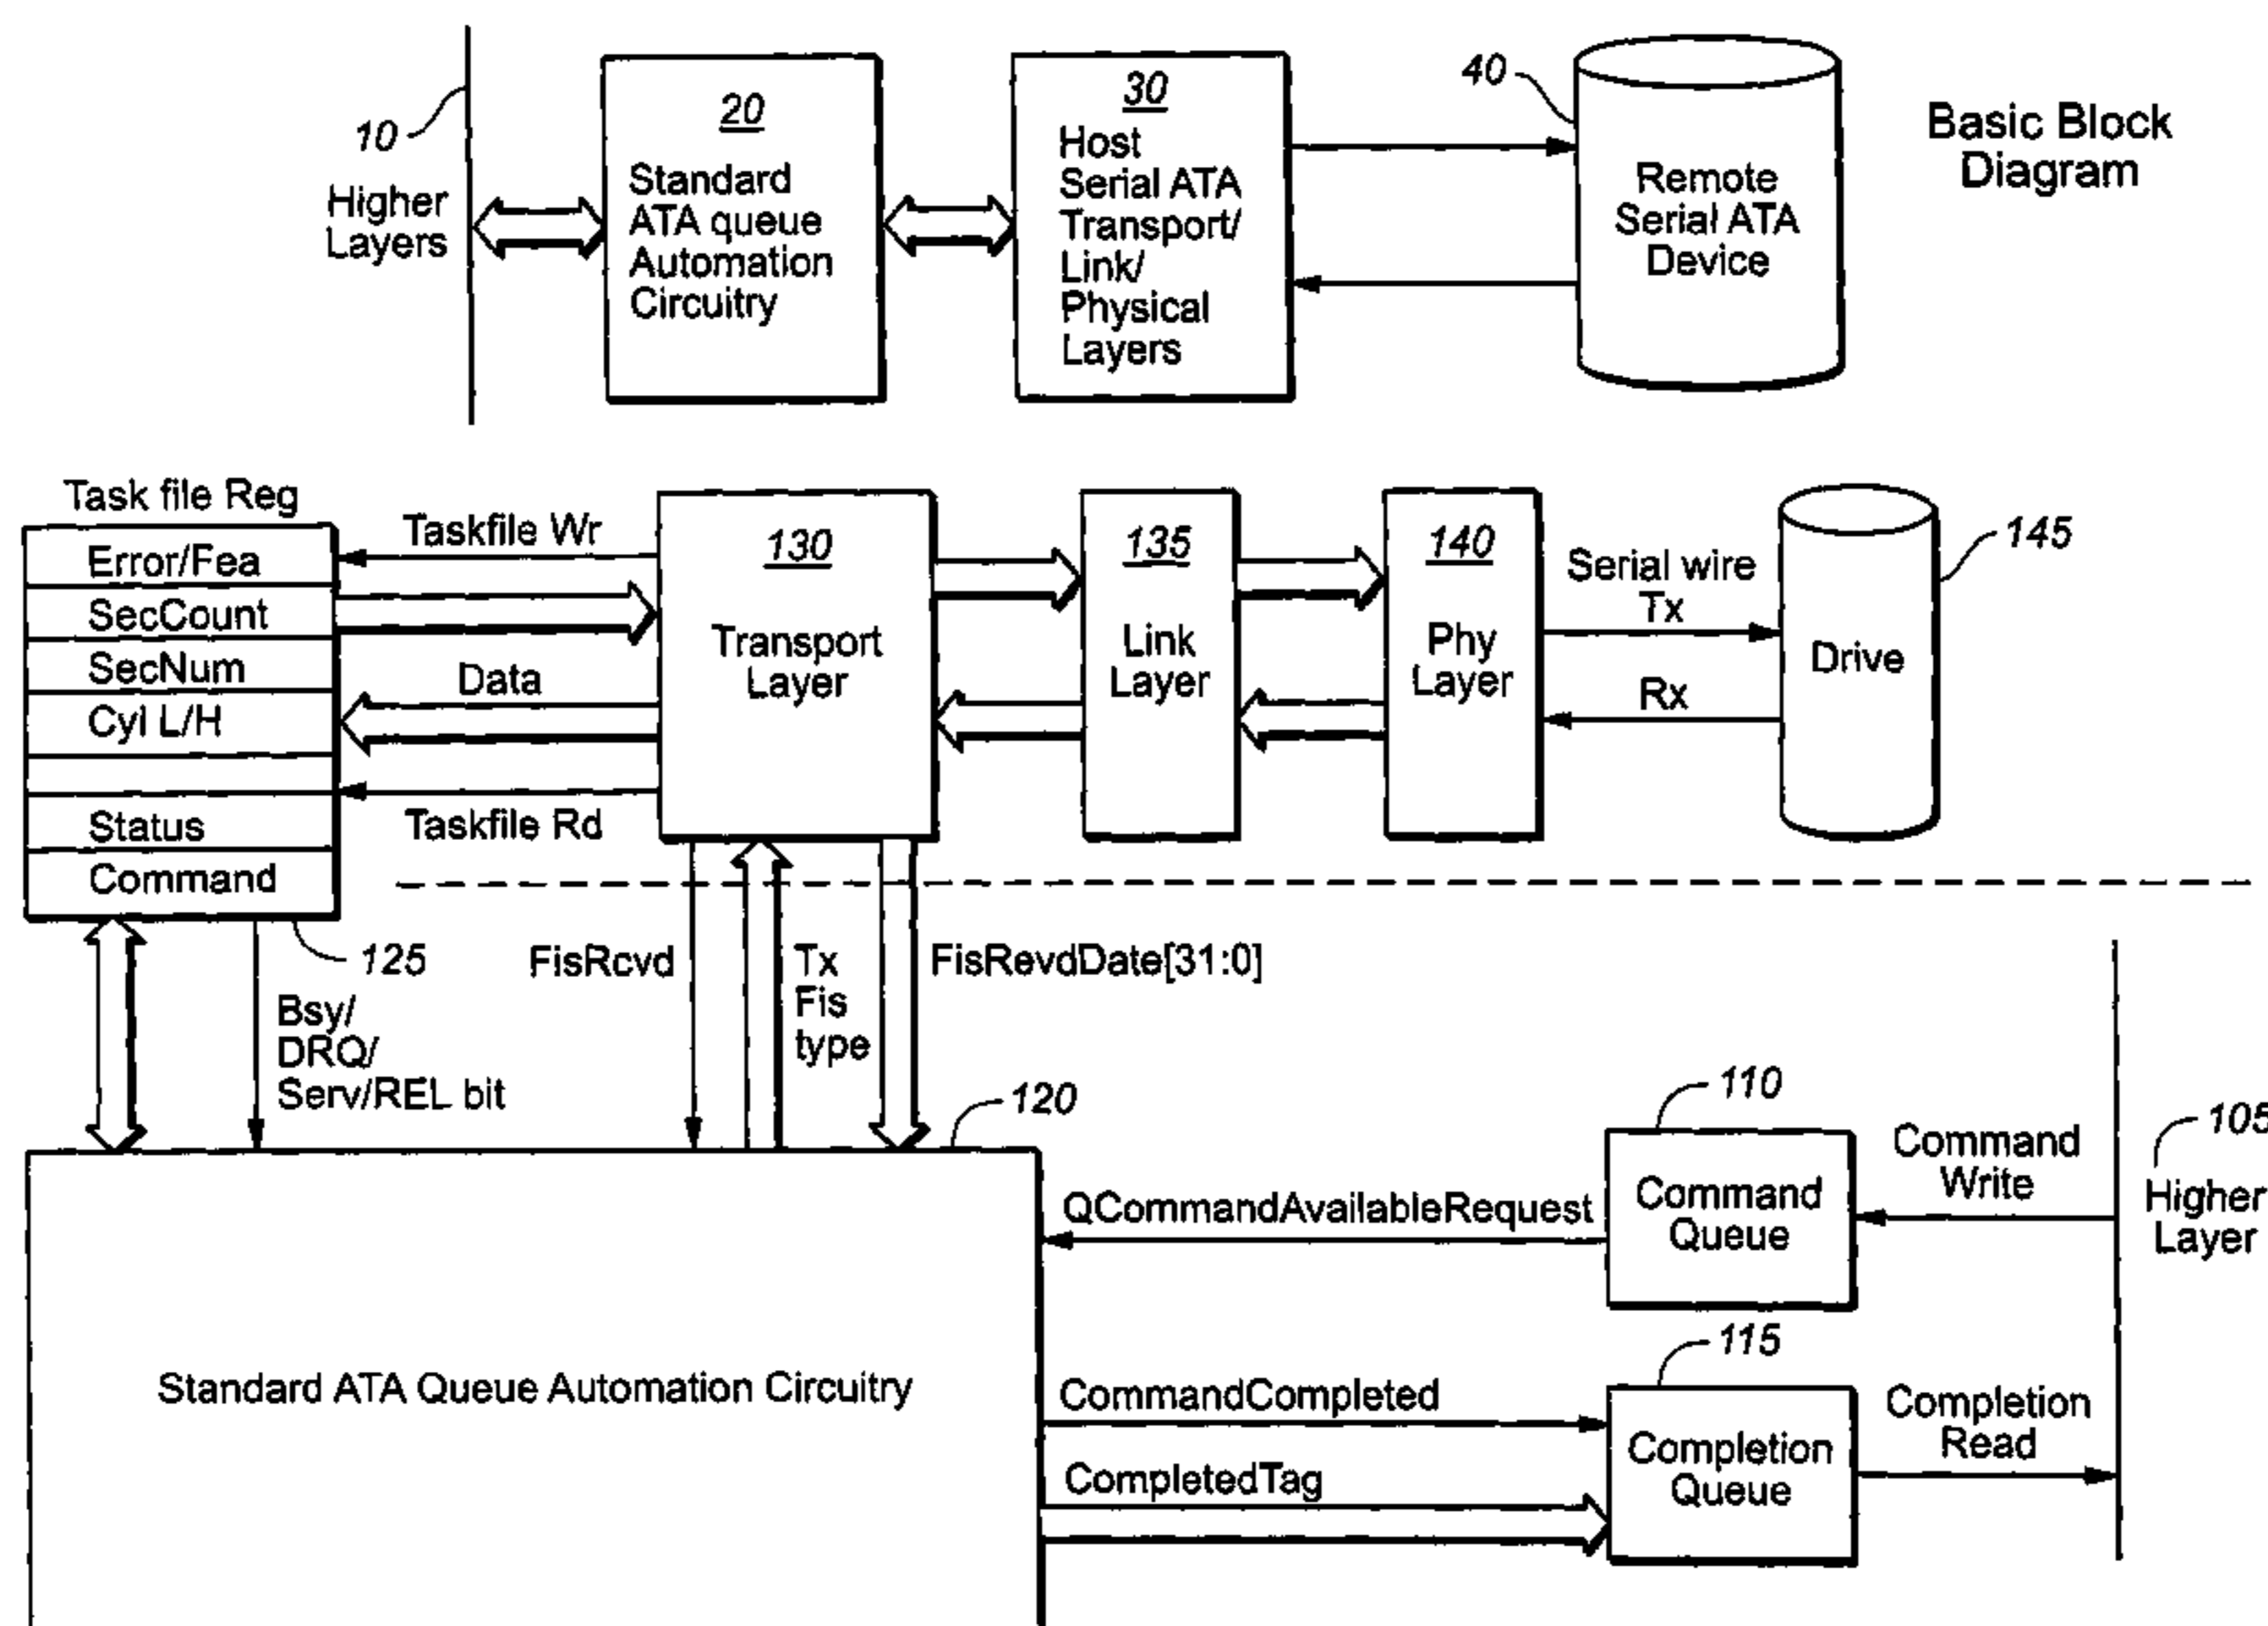 10
Higher
Layers
20
Standard
ATA queue
Automation
Circuitry
30
Host
Serial ATA
Transport/
Link/
Physical
Layers
40
Remote
Serial ATA
Device
Basic Block
Diagram
Task file Reg
Error/Fea
SecCount
SecNum
Cyl L/H
Status
Command
Taskfile Wr
Data
Taskfile Rd
130
Transport
Layer
135
Link
Layer
140
Phy
Layer
Serial wire
Tx
Rx
Drive
145
125
Bsy/
DRQ/
Serv/REL bit
FisRcvd
Tx
Fis
type
FisRevdDate[31:0]
120
Standard ATA Queue Automation Circuitry
QCommandAvailableRequest
110
Command
Queue
Command
Write
105
Higher
Layer
CommandCompleted
CompletedTag
115
Completion
Queue
Completion
Read